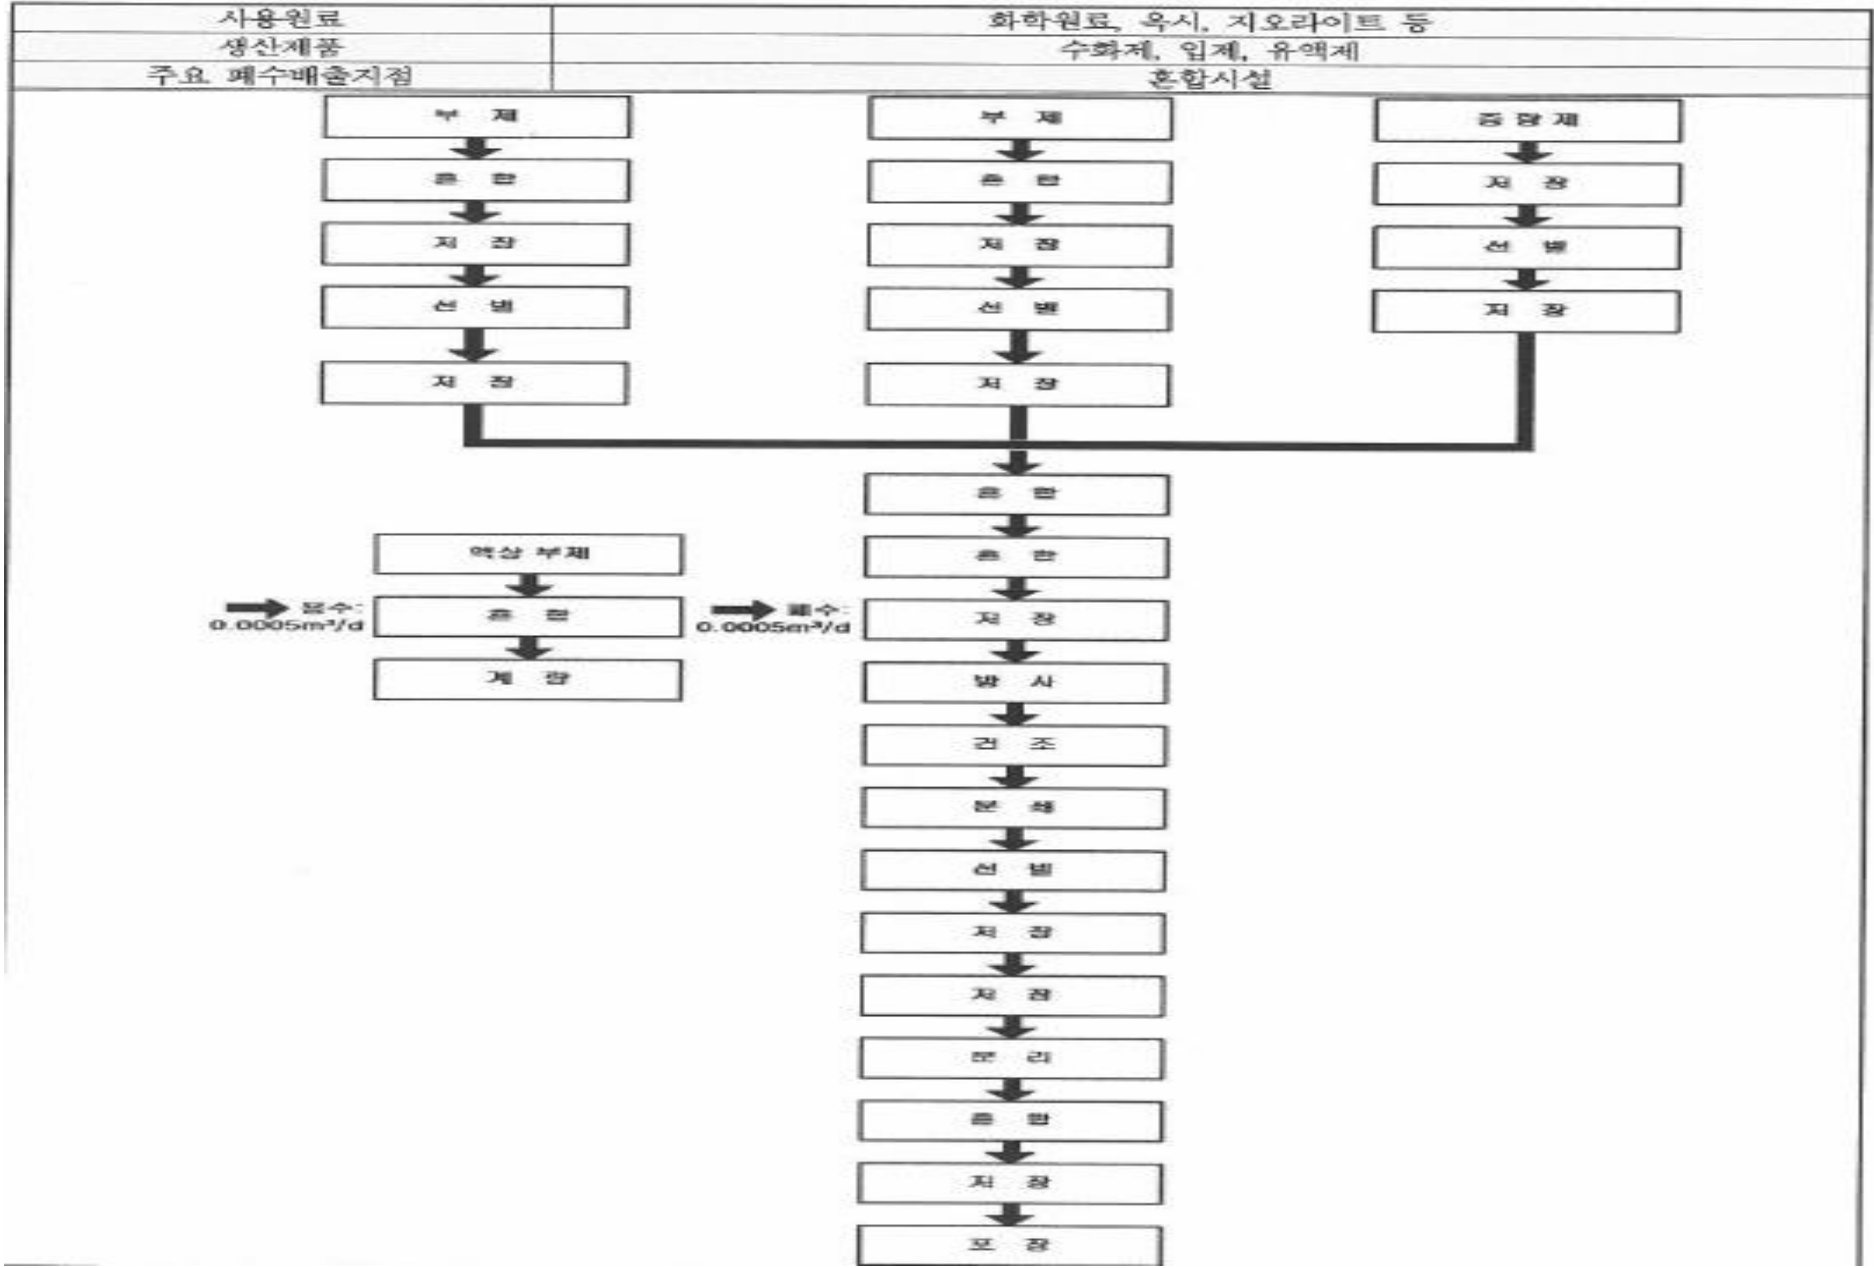 사용원료 화학원료, 옥시, 지오라이트 등
생산제품 수화제, 입제, 유액제
주요 폐수배출지점 혼합시설
부 제
혼 합
저 장
선 별
저 장
부 제
혼 합
저 장
선 별
저 장
증량제
저 장
선 별
저 장
혼 합
혼 합
저 장
방 사
건 조
분 쇄
선 별
저 장
저 장
분 리
혼 합
저 장
포 장
액상 부제
용수:
0.0005m³/d
혼 합
폐수:
0.0005m³/d
계 량